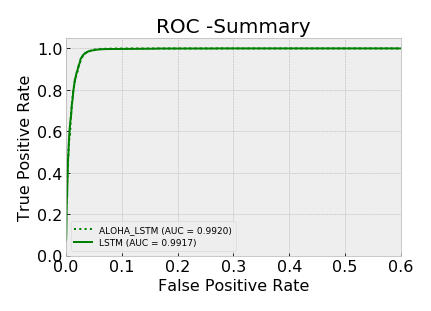 ROC -Summary
True Positive Rate
1.0
0.8
0.6
0.4
0.2
0.0
ALOHA_LSTM (AUC = 0.9920)
LSTM (AUC = 0.9917)
0.0 0.1 0.2 0.3 0.4 0.5 0.6
False Positive Rate